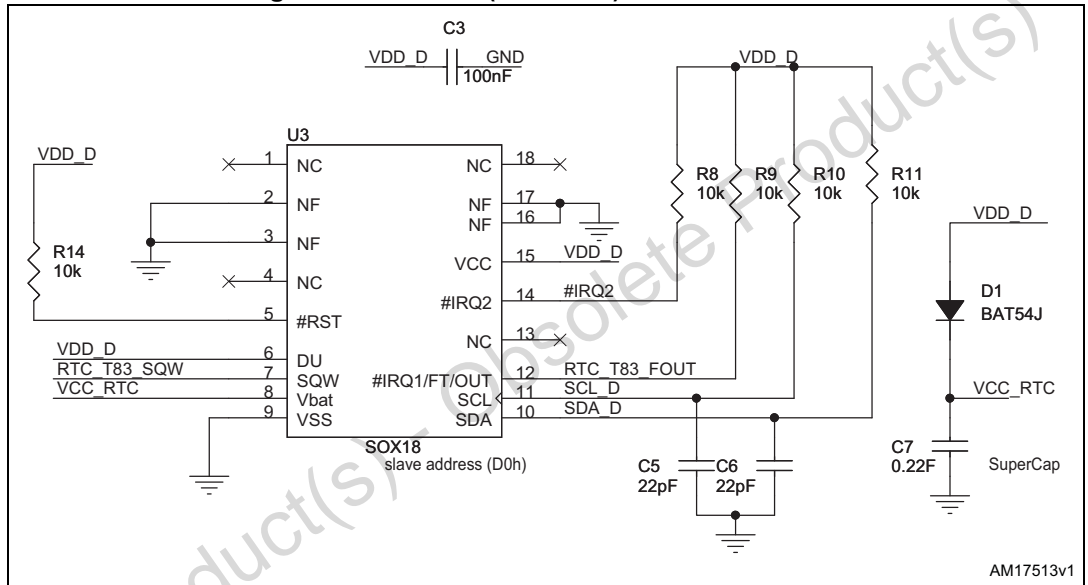 C3
VDD_D GND
100nF
VDD_D
U3
VDD_D
R14
10k
1 NC
2 NF
3 NF
4 NC
5 #RST
VDD_D 6 DU
RTC_T83_SQW 7 SQW
VCC_RTC 8 Vbat
9 VSS
NC 18
NF 17
NF 16
VCC 15 VDD_D
#IRQ2 14 #IRQ2
NC 13
#IRQ1/FT/OUT 12 RTC_T83_FOUT
SCL 11 SCL_D
SDA 10 SDA_D
SOX18
slave address (D0h)
R8 R9 R10 R11
10k 10k 10k 10k
C5 C6
22pF 22pF
VDD_D
D1
BAT54J
VCC_RTC
C7
0.22F SuperCap
AM17513v1
duct(s) - Obsolete Product(s)